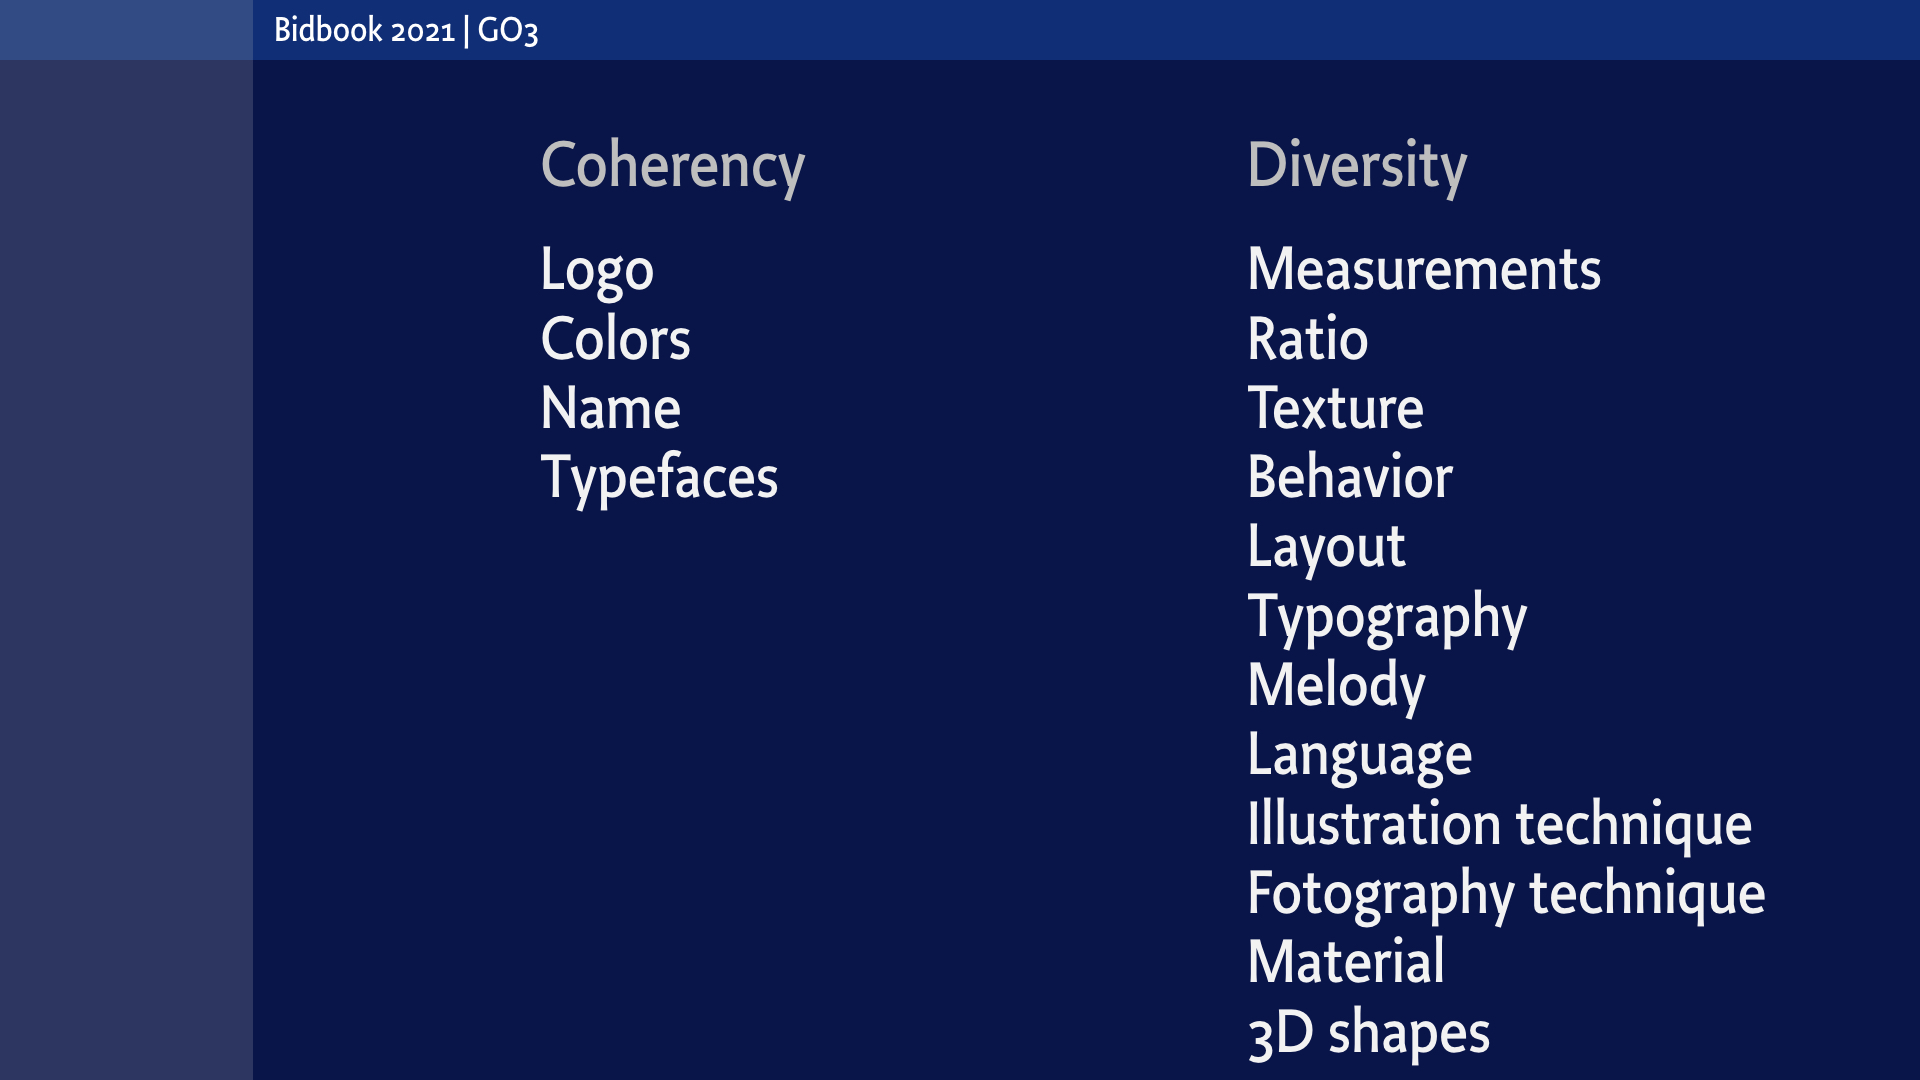 Bidbook 2021 | GO3
Coherency
Logo
Colors
Name
Typefaces
Diversity
Measurements
Ratio
Texture
Behavior
Layout
Typography
Melody
Language
Illustration technique
Fotography technique
Material
3D shapes